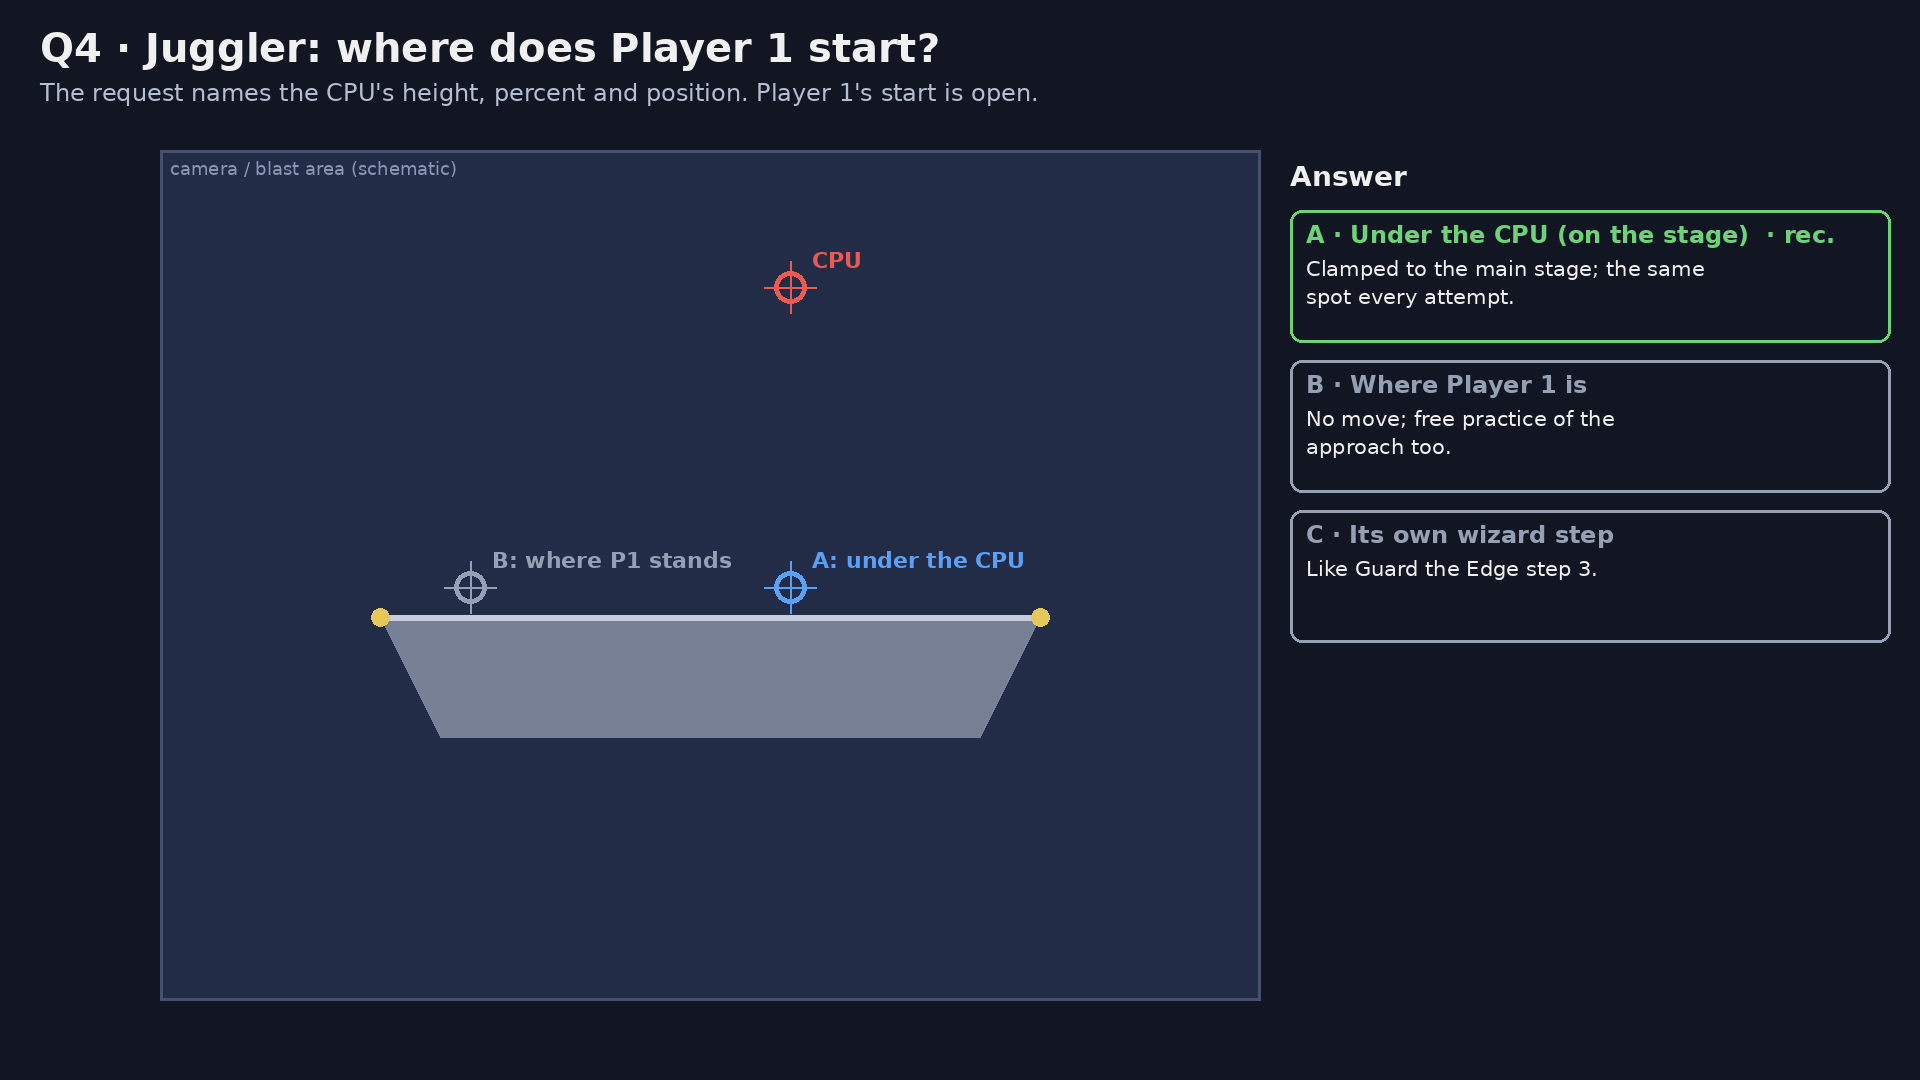 Q4 · Juggler: where does Player 1 start?
The request names the CPU's height, percent and position. Player 1's start is open.
camera / blast area (schematic)
CPU
B: where P1 stands
A: under the CPU
Answer
A · Under the CPU (on the stage)  · rec.
Clamped to the main stage; the same
spot every attempt.
B · Where Player 1 is
No move; free practice of the
approach too.
C · Its own wizard step
Like Guard the Edge step 3.